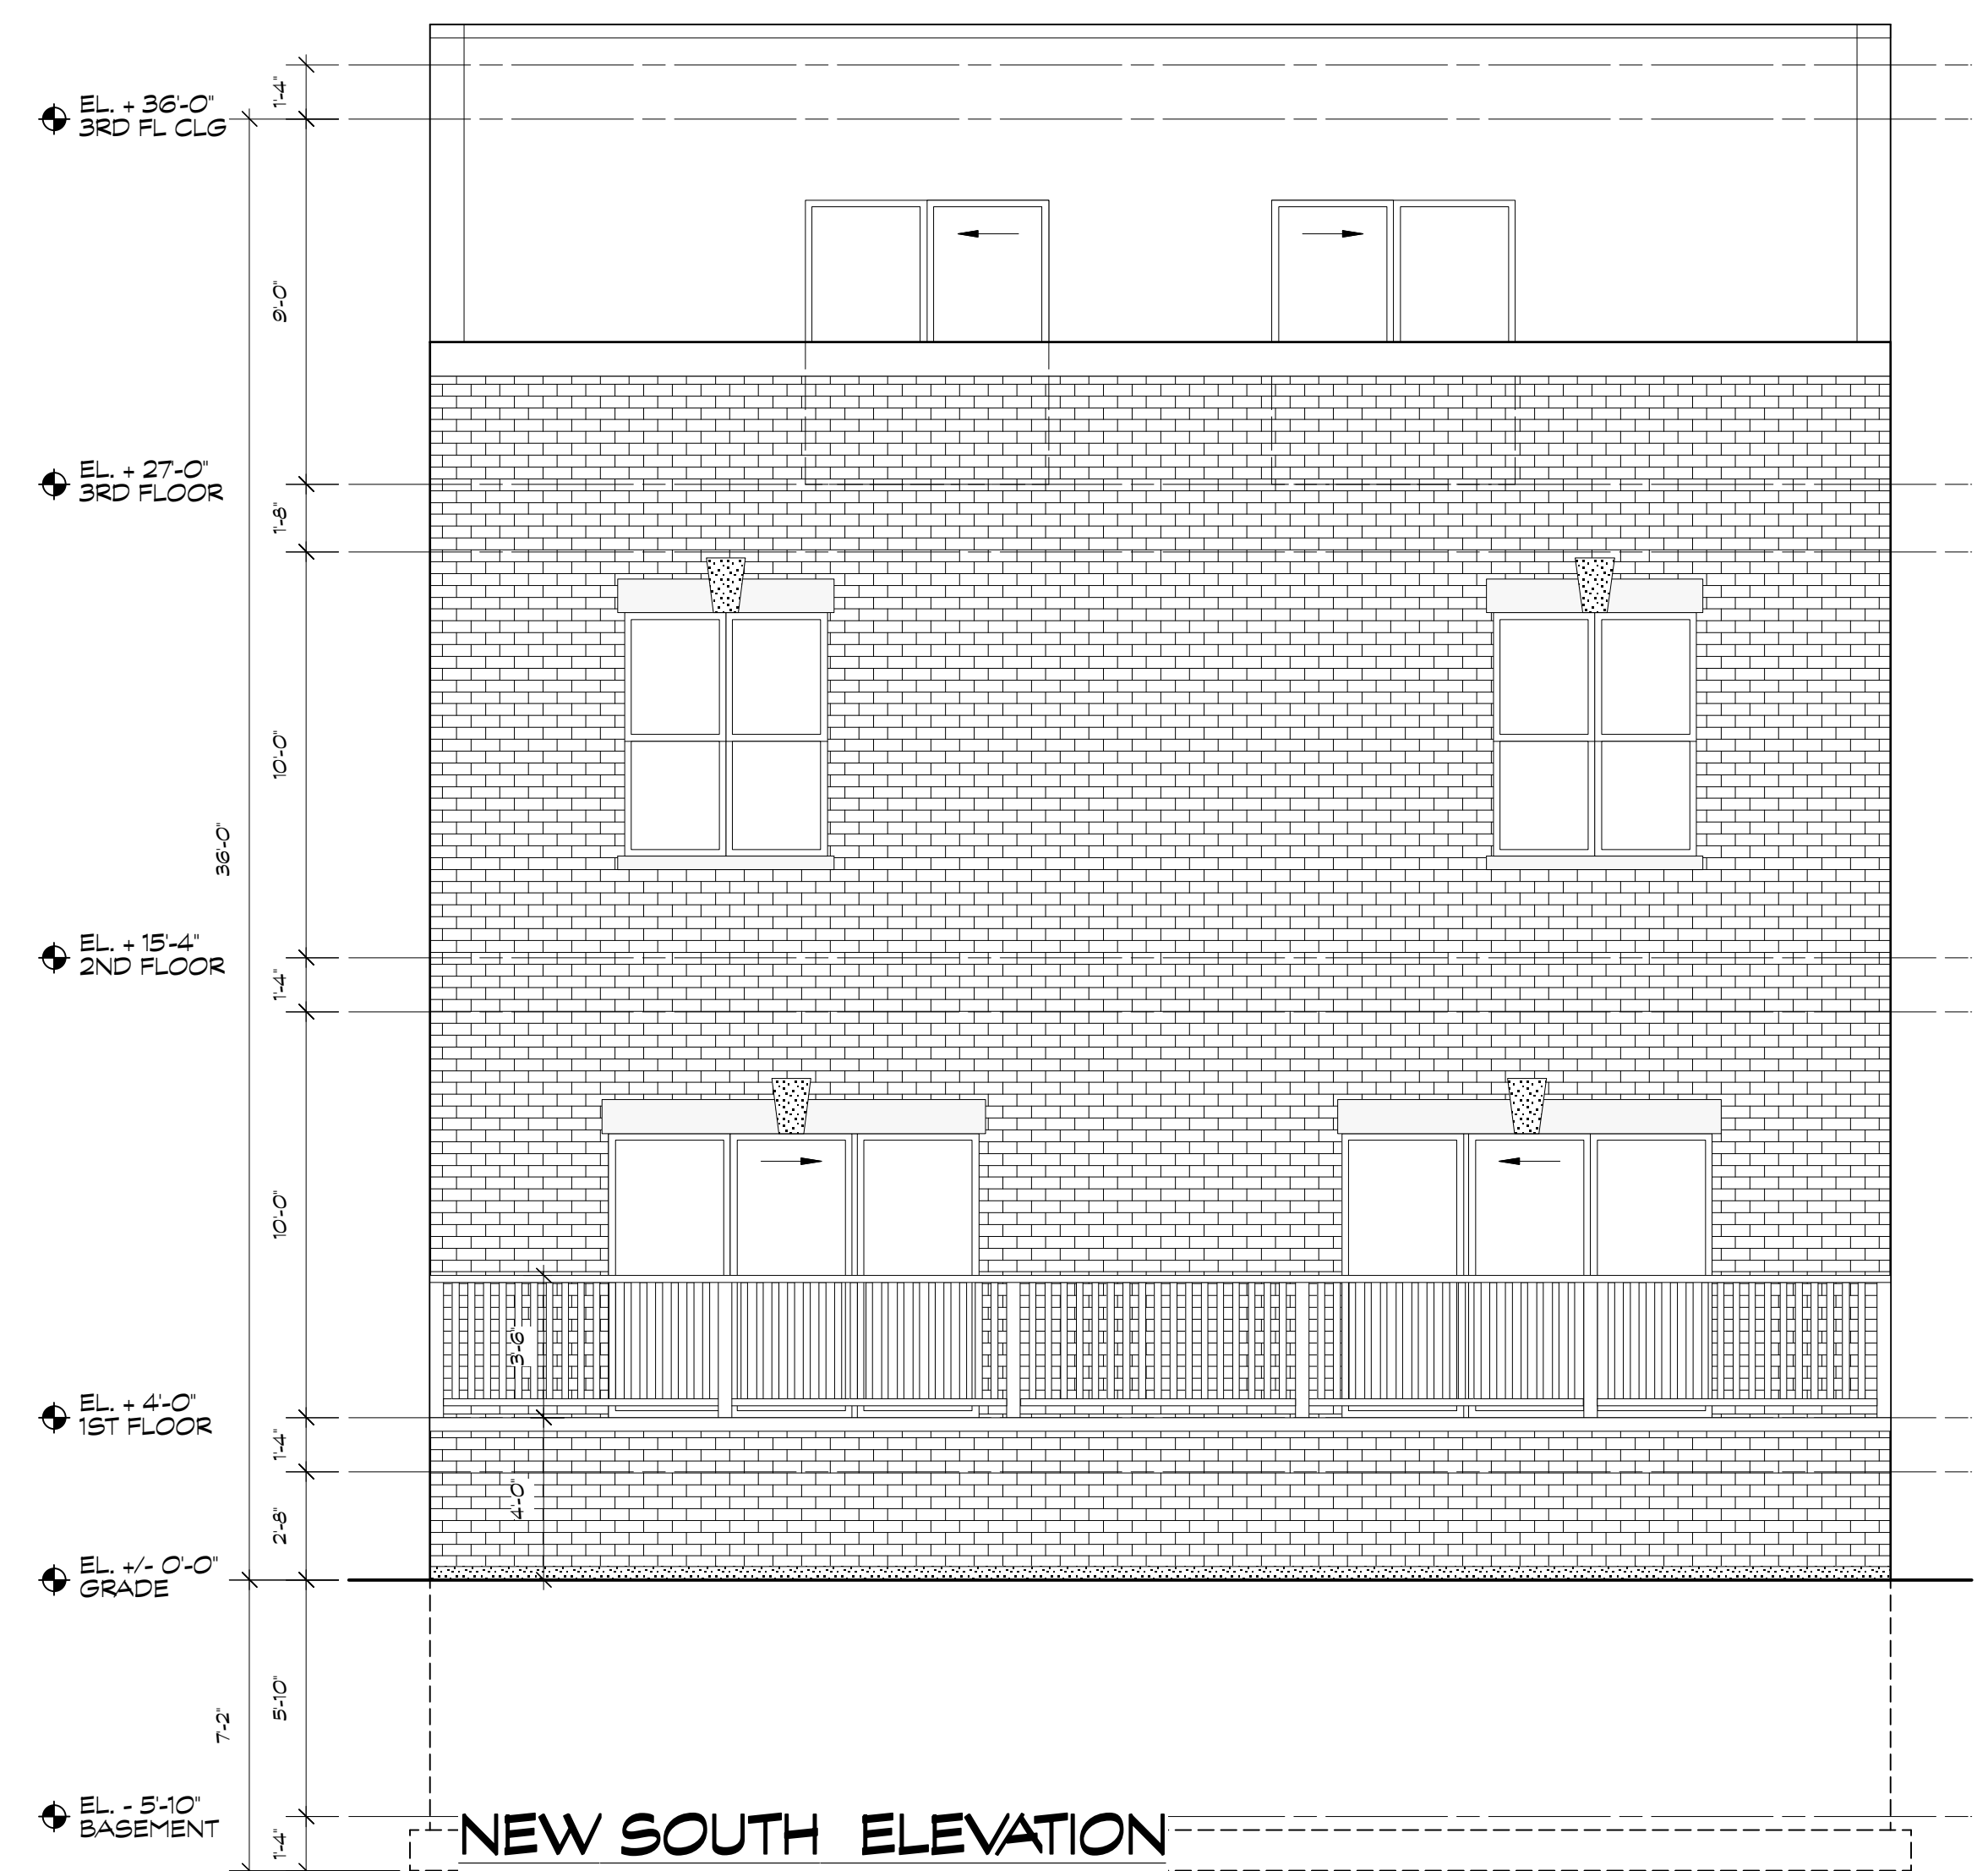 1'-4"
EL. + 36'-0"
3RD FL CLG
9'-0"
EL. + 27'-0"
3RD FLOOR
1'-8"
10'-0"
36'-0"
EL. + 15'-4"
2ND FLOOR
1'-4"
10'-0"
3'-6"
EL. + 4'-0"
1ST FLOOR
1'-4"
4'-0"
2'-8"
EL. +/- 0'-0"
GRADE
5'-10"
7'-2"
EL. - 5'-10"
BASEMENT
1'-4"
NEW SOUTH ELEVATION